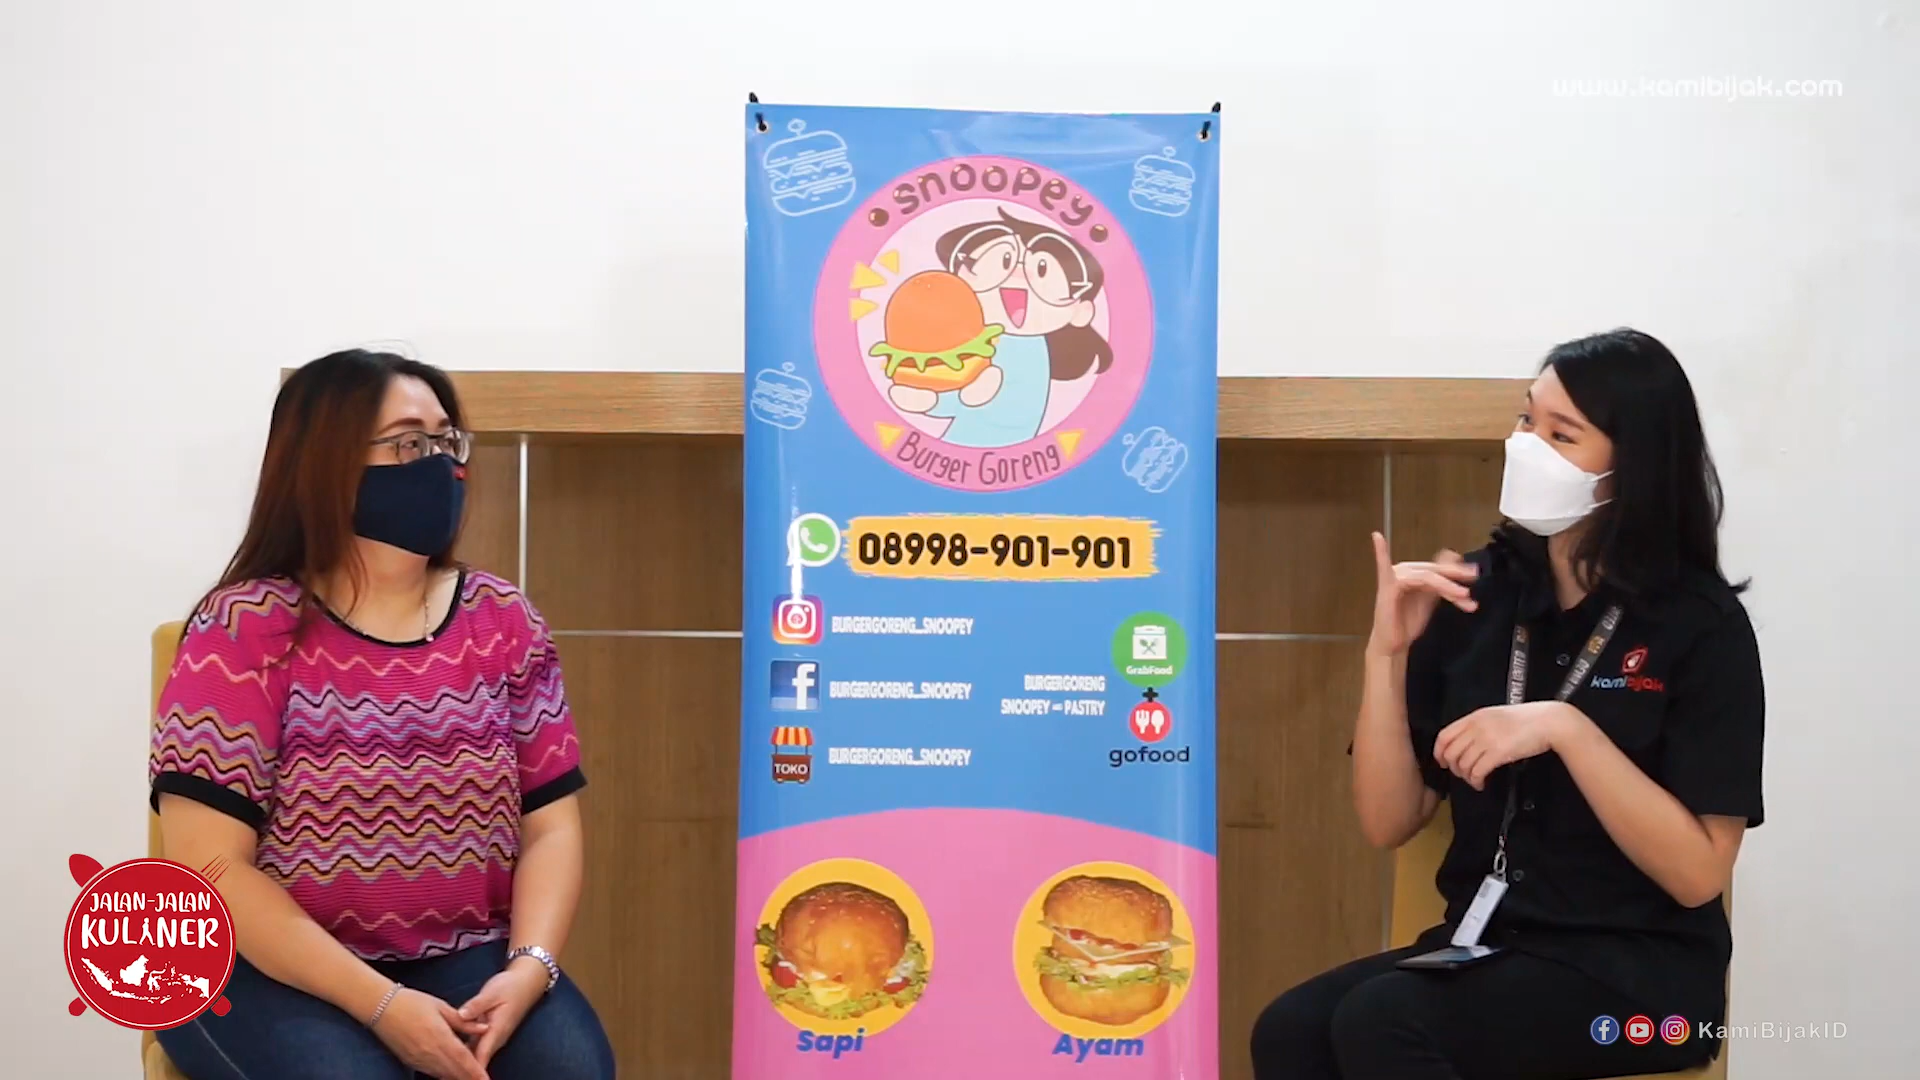 www.kamibijak.com
snoopey
Burger Goreng
08998-901-901
BURGERGORENG_SNOOPEY
BURGERGORENG_SNOOPEY
BURGERGORENG_SNOOPEY
TOKO
GrabFood
+
BURGERGORENG
SNOOPEY
PASTRY
gofood
Sapi
Ayam
kamibijak
JALAN-JALAN
KULINER
KamiBijakID